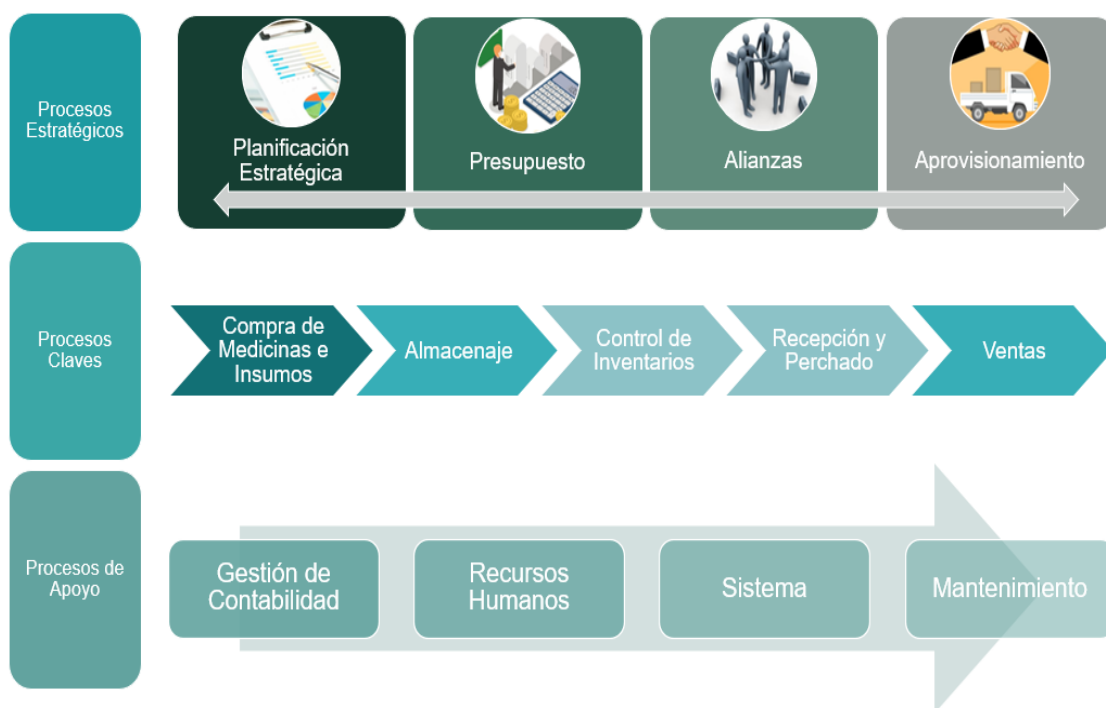 Procesos
Estratégicos
Planificación
Estratégica
Presupuesto
Alianzas
Aprovisionamiento
Procesos
Claves
Compra de
Medicinas e
Insumos
Almacenaje
Control de
Inventarios
Recepción y
Perchado
Ventas
Procesos de
Apoyo
Gestión de
Contabilidad
Recursos
Humanos
Sistema
Mantenimiento